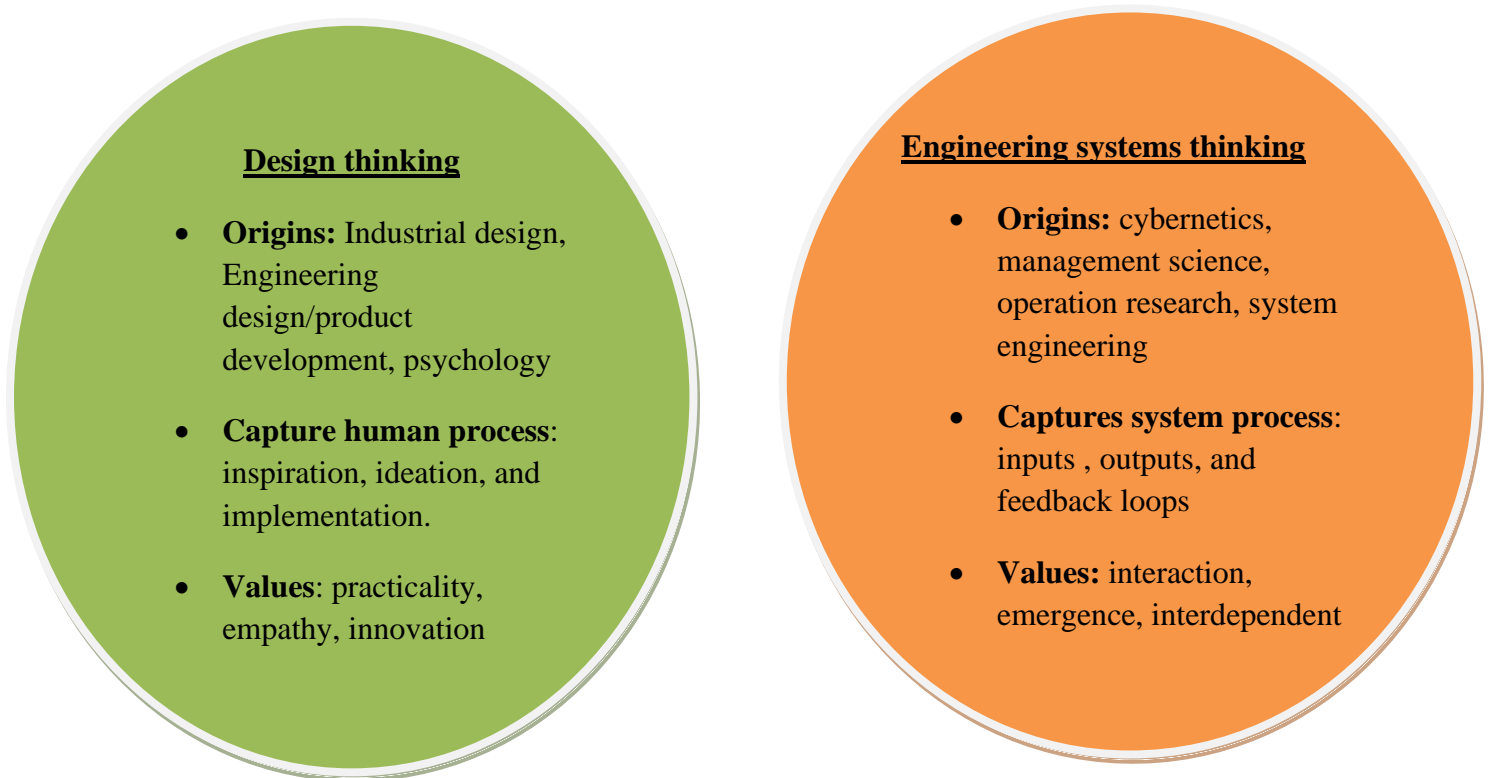 Design thinking
• Origins: Industrial design,
Engineering
design/product
development, psychology
• Capture human process:
inspiration, ideation, and
implementation.
• Values: practicality,
empathy, innovation
Engineering systems thinking
• Origins: cybernetics,
management science,
operation research, system
engineering
• Captures system process:
inputs , outputs, and
feedback loops
• Values: interaction,
emergence, interdependent